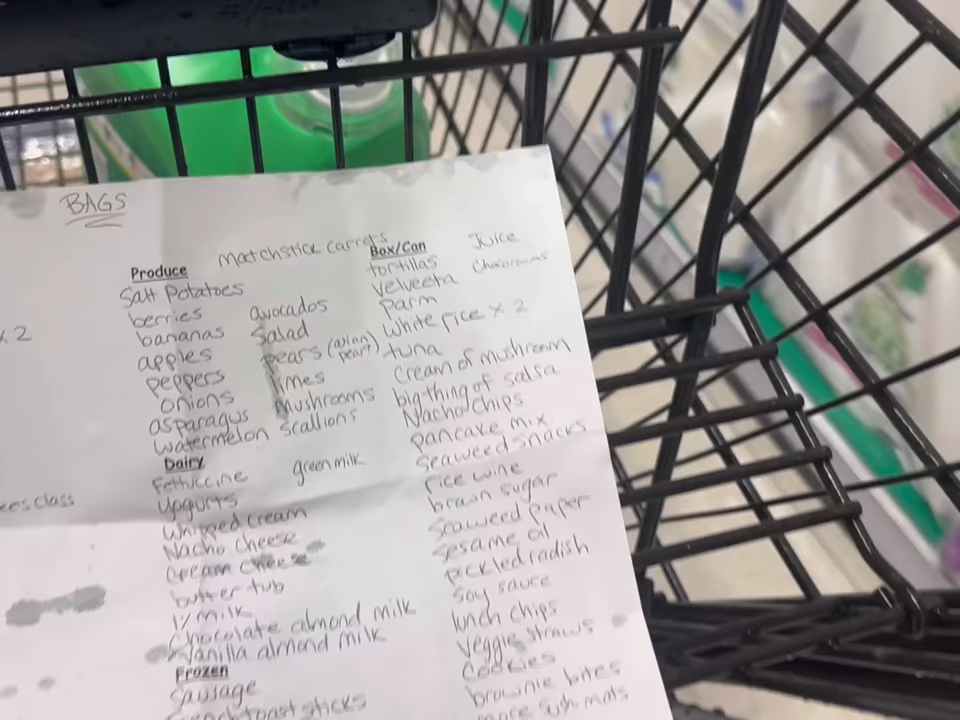 BAGS
Matchstick carrots
Juice
Produce
Salt Potatoes
berries
bananas
apples
peppers
onions
asparagus
watermelon
avocados
Salad
pears (asian pear?)
limes
mushrooms
scallions
Dairy
green milk
Fettuccine
Yogurts
Whipped cream
Nacho cheese
cream cheese
butter tub
1% milk
Chocolate almond milk
Vanilla almond milk
Frozen
Sausage
toast sticks
Box/Can
tortillas
velveeta
Parm
White rice x 2
tuna
cream of mushroom
big thing of salsa
Nacho chips
pancake mix
seaweed snacks
rice wine
brown sugar
seaweed paper
sesame oil
pickled radish
soy sauce
lunch chips
veggie straws
cookies
brownie bites
x 2
class